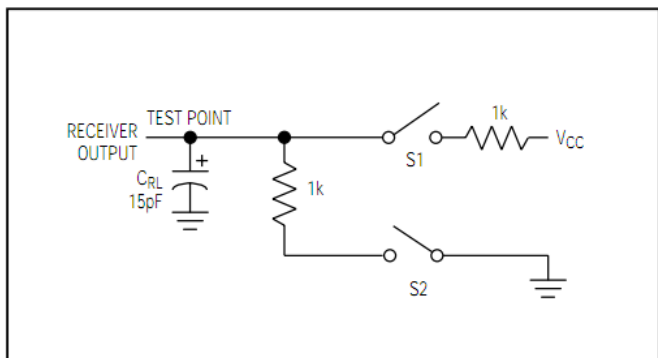 TEST POINT
RECEIVER
OUTPUT
+
CRL
15pF
1k
S1
1k
VCC
S2